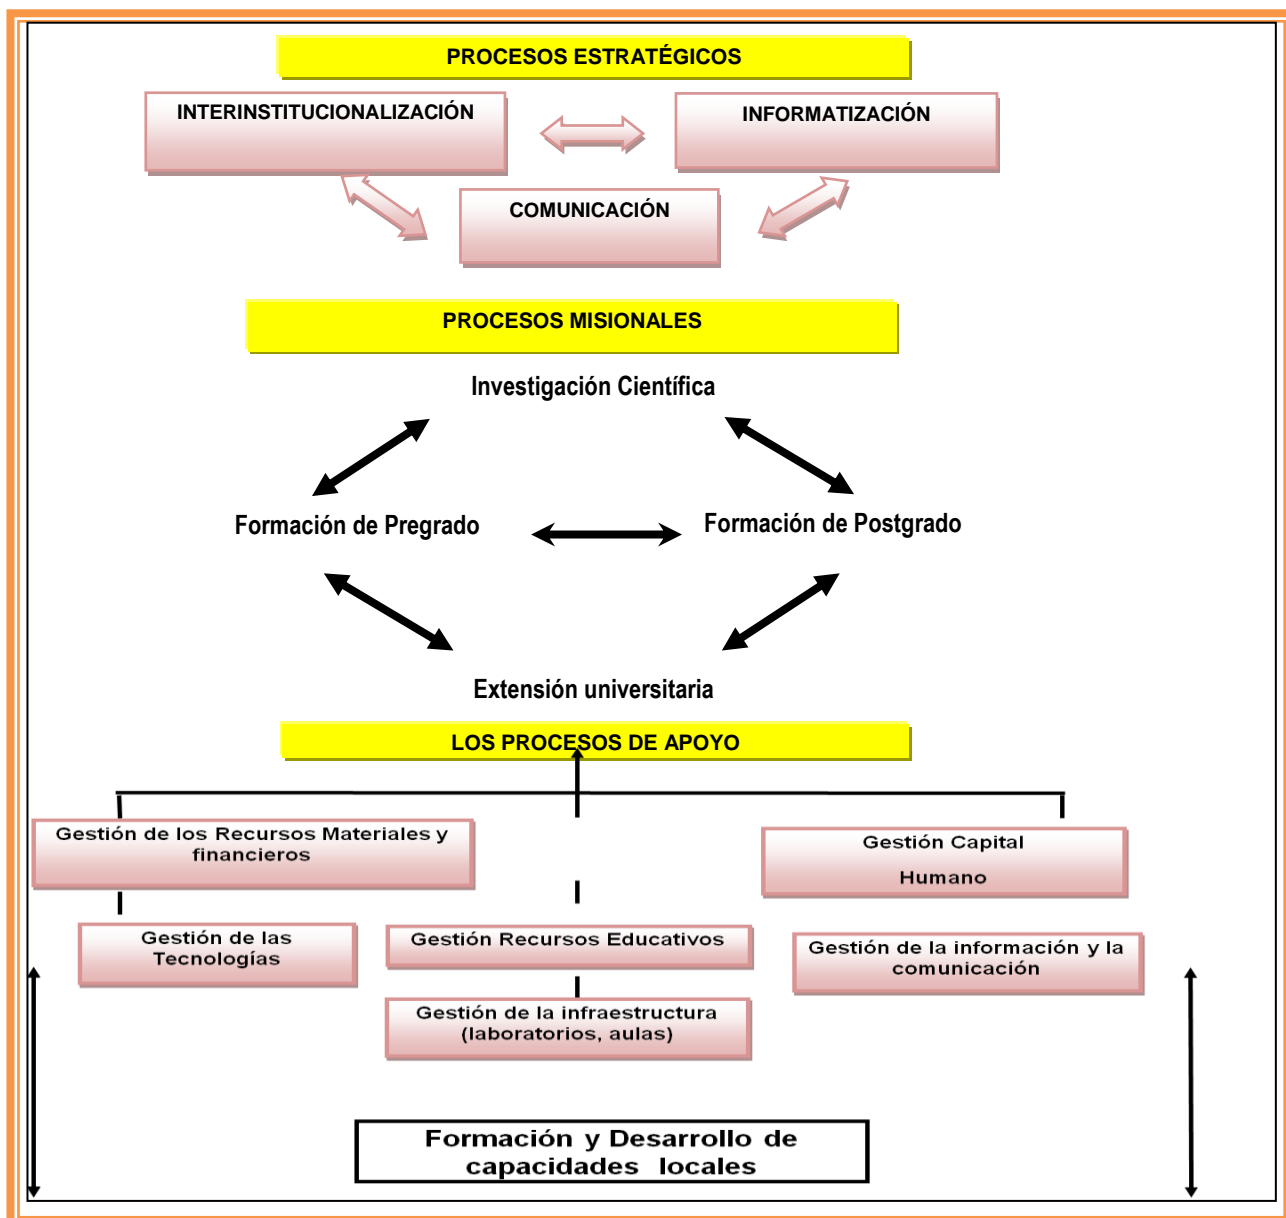 PROCESOS ESTRATÉGICOS
INTERINSTITUCIONALIZACIÓN
INFORMATIZACIÓN
COMUNICACIÓN
PROCESOS MISIONALES
Investigación Científica
Formación de Pregrado
Formación de Postgrado
Extensión universitaria
LOS PROCESOS DE APOYO
Gestión de los Recursos Materiales y
financieros
Gestión Capital
Humano
Gestión de las
Tecnologías
Gestión Recursos Educativos
Gestión de la información y la
comunicación
Gestión de la infraestructura
(laboratorios, aulas)
Formación y Desarrollo de
capacidades locales